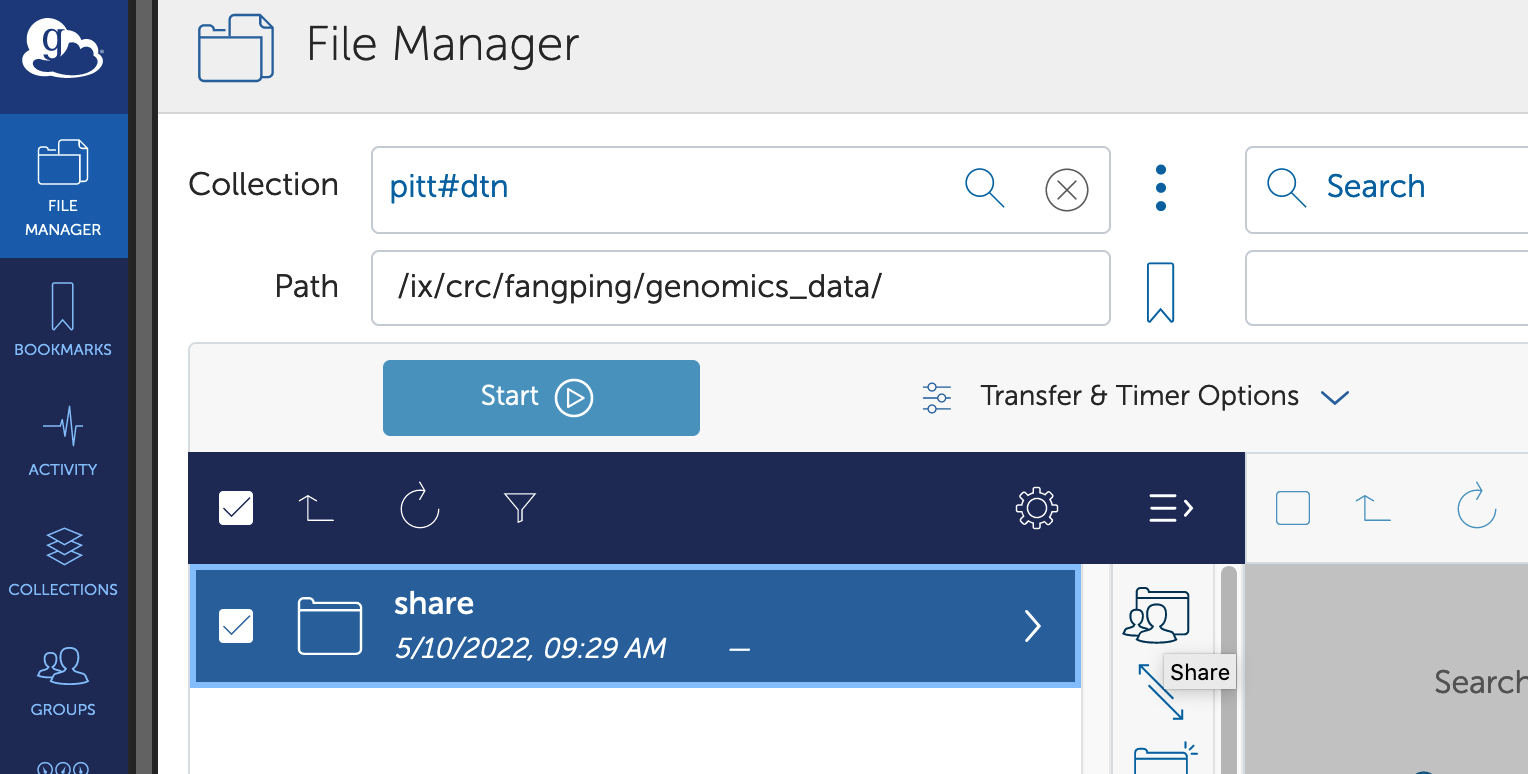 g
File Manager
FILE
MANAGER
BOOKMARKS
ACTIVITY
COLLECTIONS
GROUPS
Collection
pitt#dtn
Search
Path
/ix/crc/fangping/genomics_data/
Start
Transfer & Timer Options
share
5/10/2022, 09:29 AM —
Share
Search